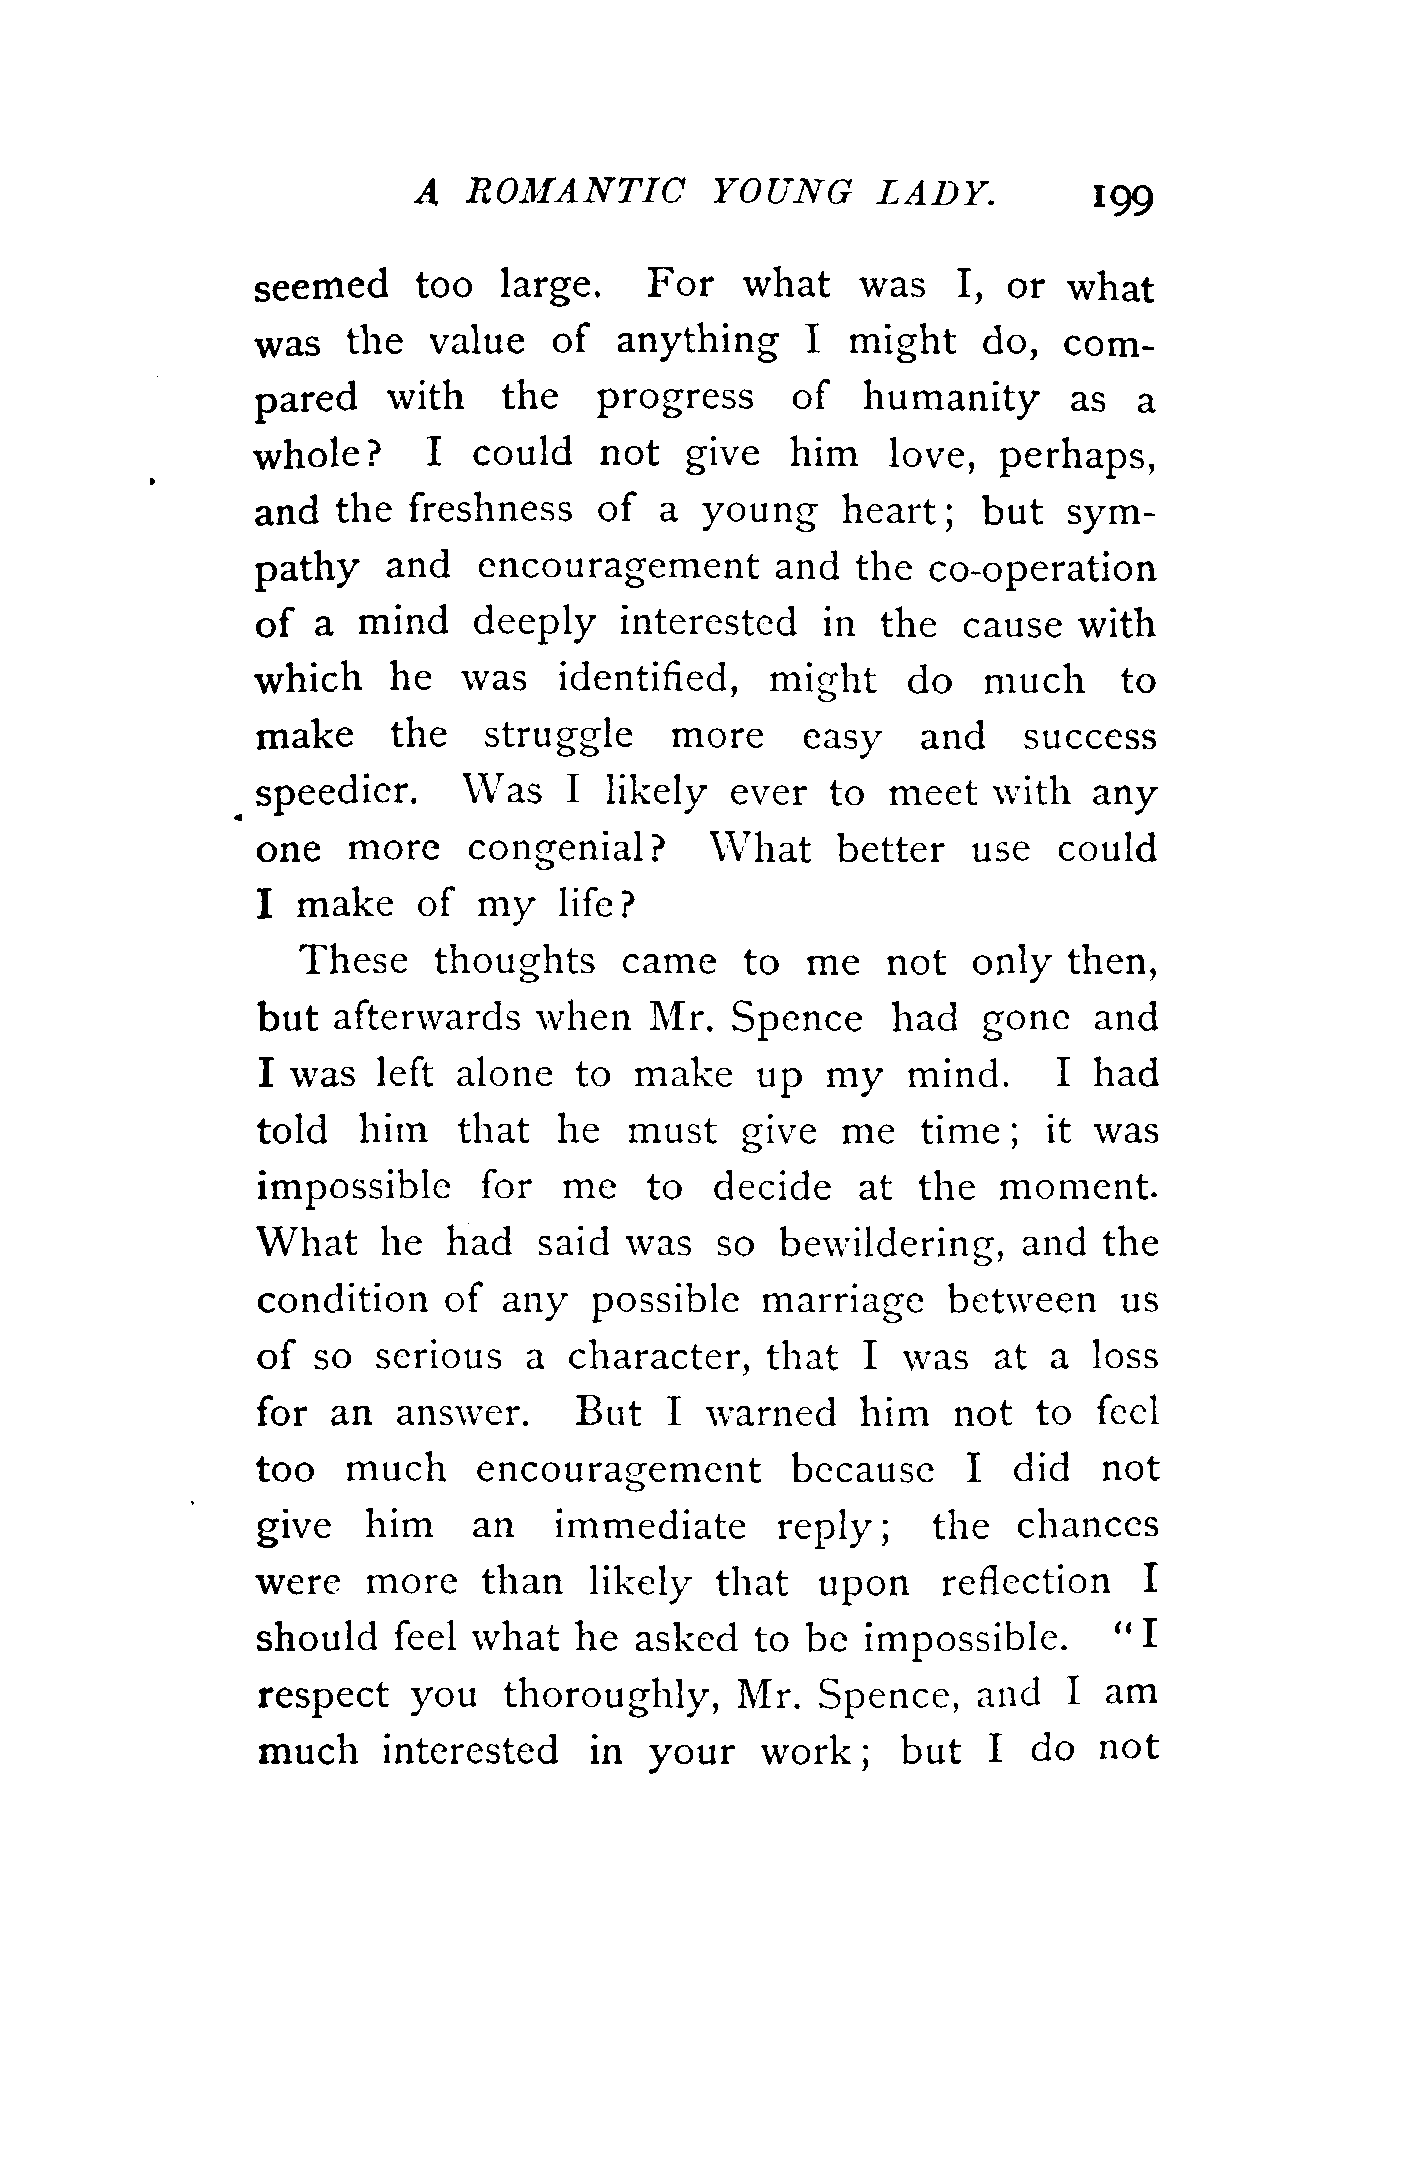 A ROMANTIC YOUNG LADY. 199
seemed too large. For what was I, or what
was the value of anything I might do, com-
pared with the progress of humanity as a
whole? I could not give him love, perhaps,
and the freshness of a young heart; but sym-
pathy and encouragement and the co-operation
of a mind deeply interested in the cause with
which he was identified, might do much to
make the struggle more easy and success
speedier. Was I likely ever to meet with any
one more congenial? What better use could
I make of my life?
These thoughts came to me not only then,
but afterwards when Mr. Spence had gone and
I was left alone to make up my mind. I had
told him that he must give me time; it was
impossible for me to decide at the moment.
What he had said was so bewildering, and the
condition of any possible marriage between us
of so serious a character, that I was at a loss
for an answer. But I warned him not to feel
too much encouragement because I did not
give him an immediate reply; the chances
were more than likely that upon reflection I
should feel what he asked to be impossible. "I
respect you thoroughly, Mr. Spence, and I am
much interested in your work; but I do not